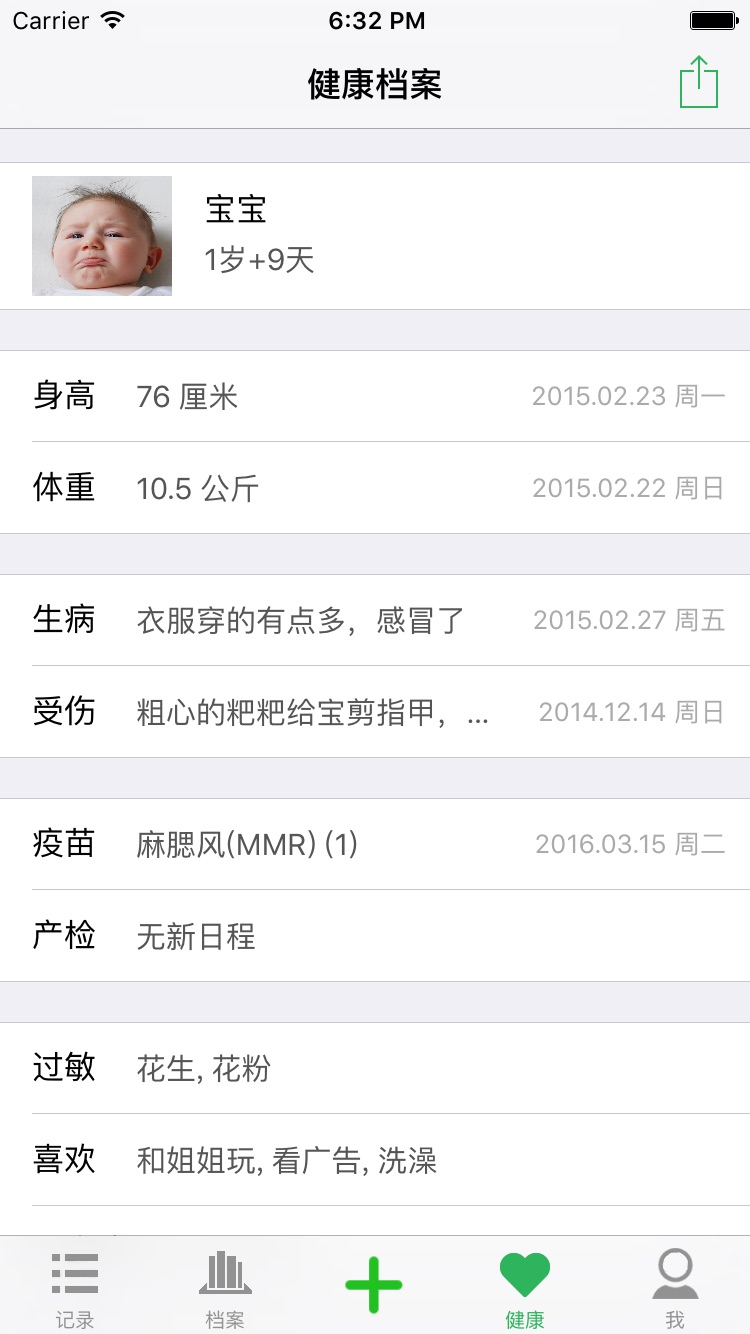 Carrier 6:32 PM
健康档案
宝宝
1岁+9天
身高 76 厘米 2015.02.23 周一
体重 10.5 公斤 2015.02.22 周日
生病 衣服穿的有点多，感冒了 2015.02.27 周五
受伤 粗心的粑粑给宝剪指甲，... 2014.12.14 周日
疫苗 麻腮风(MMR) (1) 2016.03.15 周二
产检 无新日程
过敏 花生, 花粉
喜欢 和姐姐玩, 看广告, 洗澡
记录 档案 健康 我